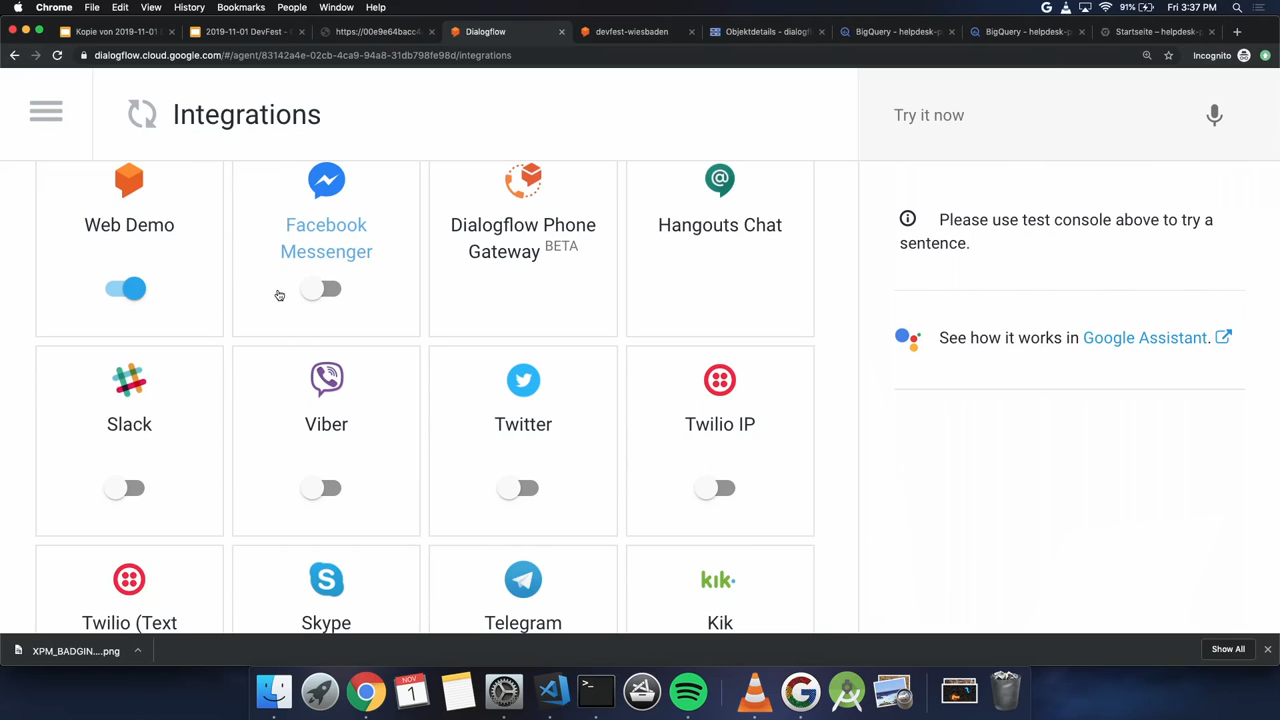 Chrome File Edit View History Bookmarks People Window Help
91% Fri 3:37 PM
Kopie von 2019-11-01
2019-11-01 DevFest -
https://00e9e64bacc
Dialogflow
devfest-wiesbaden
Objektdetails – dialogf
BigQuery – helpdesk-p
BigQuery – helpdesk-p
Startseite – helpdesk-p
dialogflow.cloud.google.com/#/agent/83142a4e-02cb-4ca9-94a8-31db798fe98d/integrations
Incognito
Integrations
Try it now
Web Demo
Facebook
Messenger
Dialogflow Phone
Gateway BETA
Hangouts Chat
Please use test console above to try a
sentence.
See how it works in Google Assistant.
Slack
Viber
Twitter
Twilio IP
Twilio (Text
Skype
Telegram
kik.
Kik
XPM_BADGIN....png
Show All
NOV
1